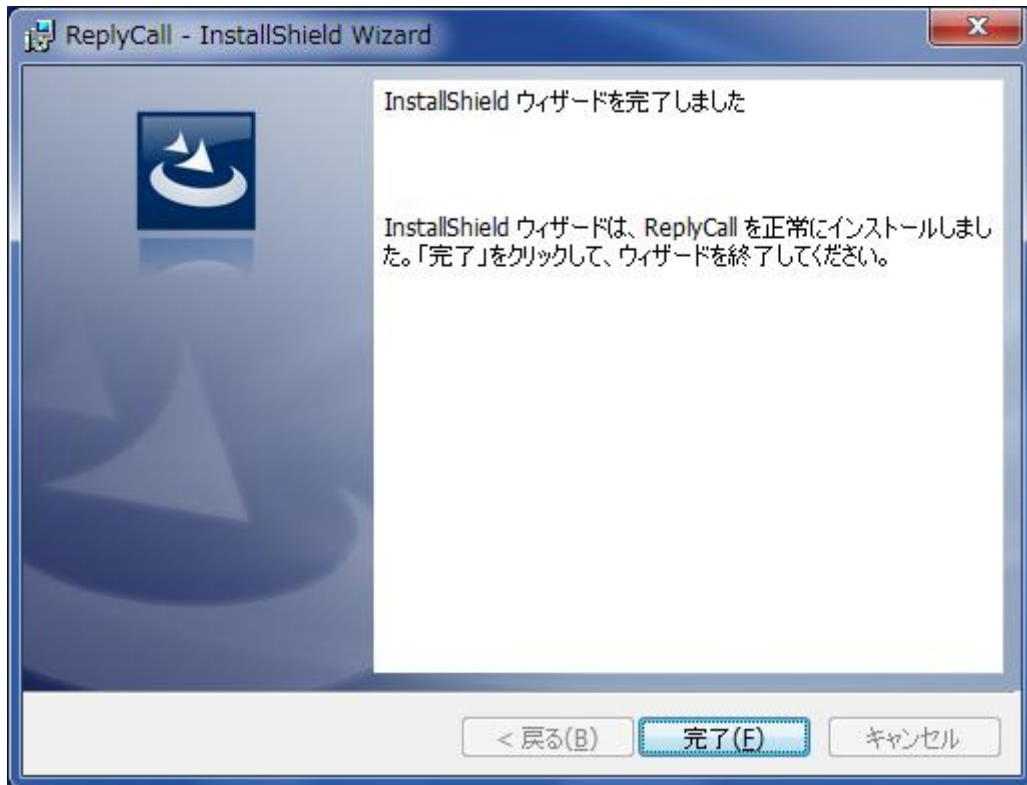 ReplyCall - InstallShield Wizard
InstallShield ウィザードを完了しました
InstallShield ウィザードは、ReplyCall を正常にインストールしまし
た。「完了」をクリックして、ウィザードを終了してください。
< 戻る(B)
完了(F)
キャンセル